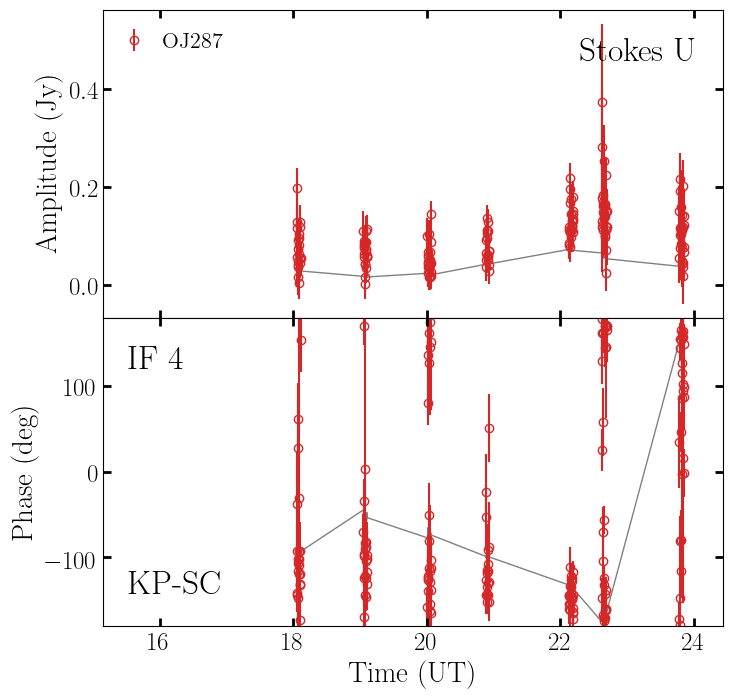 OJ287
Stokes U
Amplitude (Jy)
0.4
0.2
0.0
IF 4
KP-SC
Phase (deg)
100
0
−100
16 18 20 22 24
Time (UT)